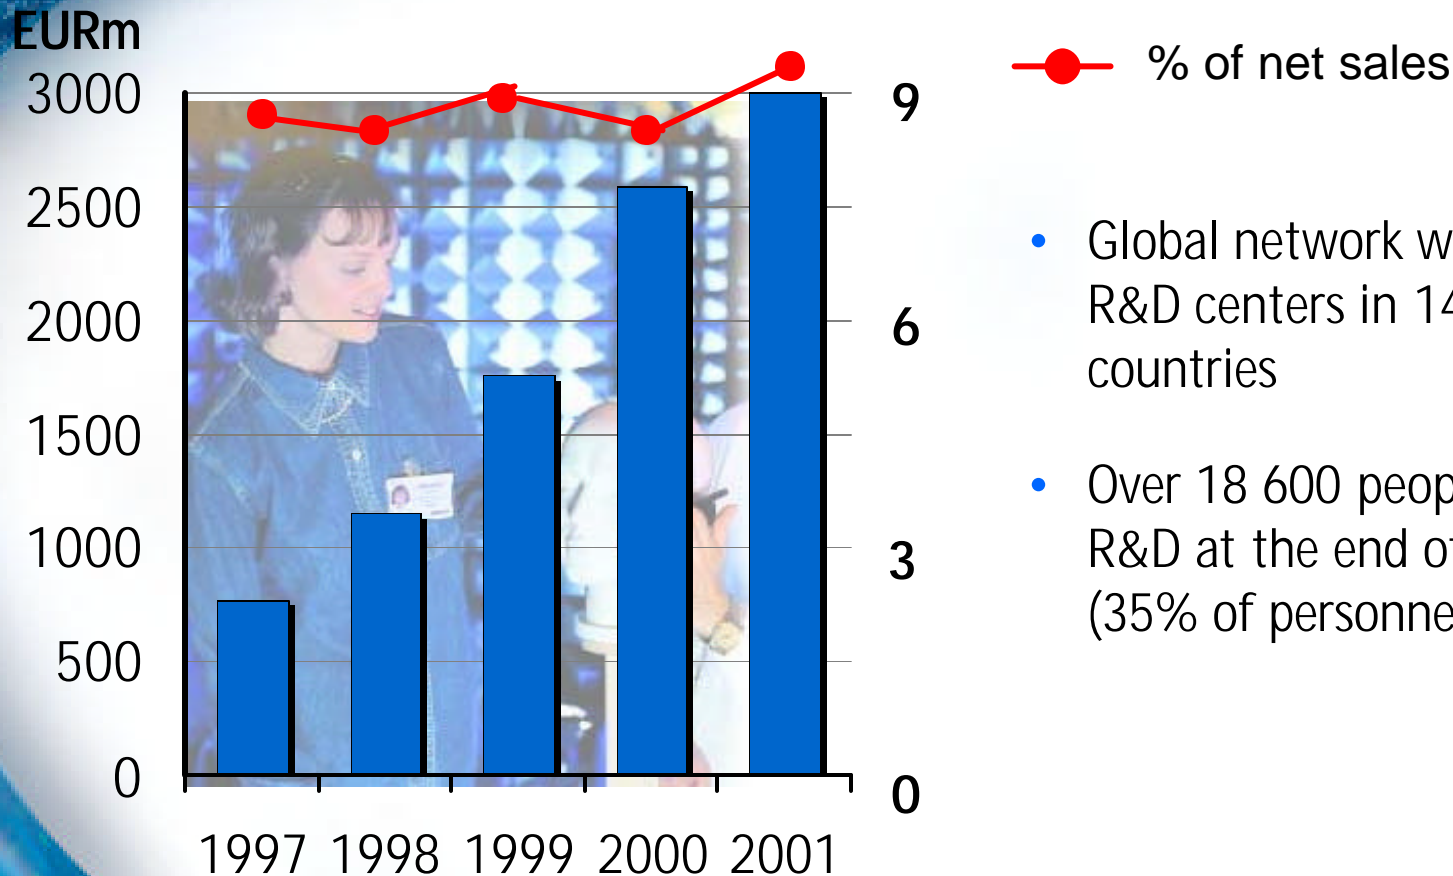 EURm
3000
2500
2000
1500
1000
500
0
1997 1998 1999 2000 2001
9
6
3
0
% of net sales
• Global network
R&D centers in 14
countries
• Over 18 600
R&D at the end
(35% of